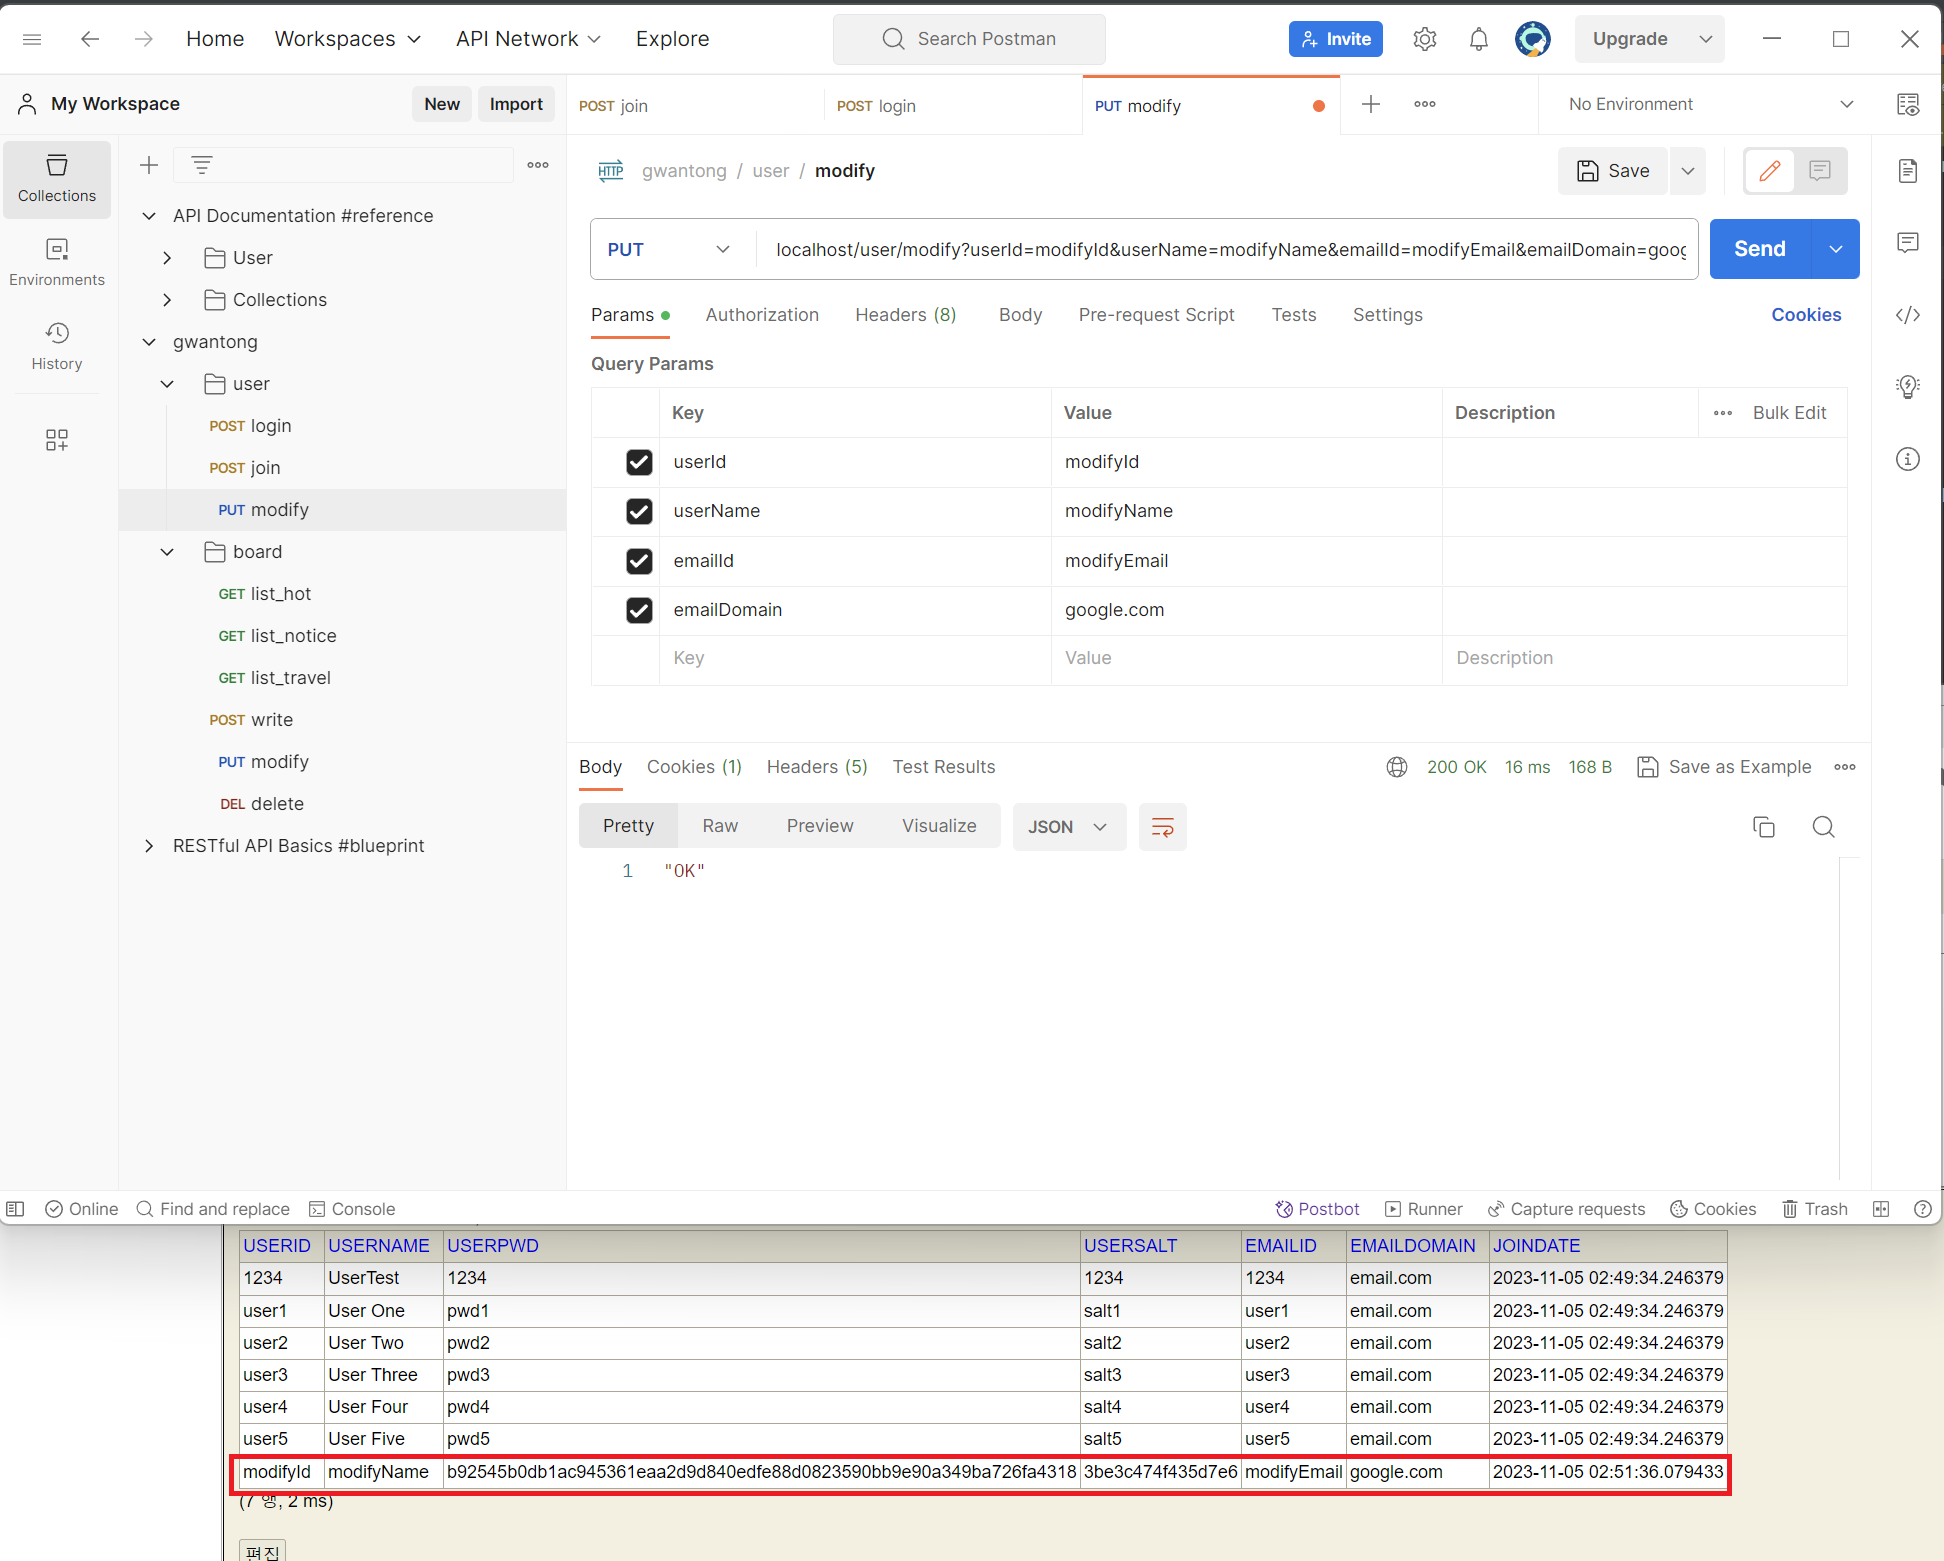 Home
Workspaces
API Network
Explore
Search Postman
Invite
Upgrade
My Workspace
New
Import
POST join
POST login
PUT modify
No Environment
Collections
Environments
History
API Documentation #reference
User
Collections
gwantong
user
POST login
POST join
PUT modify
board
GET list_hot
GET list_notice
GET list_travel
POST write
PUT modify
DEL delete
RESTful API Basics #blueprint
HTTP gwantong / user / modify
Save
PUT
localhost/user/modify?userId=modifyId&userName=modifyName&emailId=modifyEmail&emailDomain=goog
Send
Params
Authorization
Headers (8)
Body
Pre-request Script
Tests
Settings
Cookies
Query Params
Key Value Description Bulk Edit
userId modifyId
userName modifyName
emailId modifyEmail
emailDomain google.com
Key Value Description
Body
Cookies (1)
Headers (5)
Test Results
200 OK 16 ms 168 B
Save as Example
Pretty
Raw
Preview
Visualize
JSON
1 "OK"
Online
Find and replace
Console
Postbot
Runner
Capture requests
Cookies
Trash
USERID USERNAME USERPWD USERSALT EMAILID EMAILDOMAIN JOINDATE
1234 UserTest 1234 1234 1234 email.com 2023-11-05 02:49:34.246379
user1 User One pwd1 salt1 user1 email.com 2023-11-05 02:49:34.246379
user2 User Two pwd2 salt2 user2 email.com 2023-11-05 02:49:34.246379
user3 User Three pwd3 salt3 user3 email.com 2023-11-05 02:49:34.246379
user4 User Four pwd4 salt4 user4 email.com 2023-11-05 02:49:34.246379
user5 User Five pwd5 salt5 user5 email.com 2023-11-05 02:49:34.246379
modifyId modifyName b92545b0db1ac945361eaa2d9d840edfe88d0823590bb9e90a349ba726fa4318 3be3c474f435d7e6 modifyEmail google.com 2023-11-05 02:51:36.079433
(7 행, 2 ms)
편집